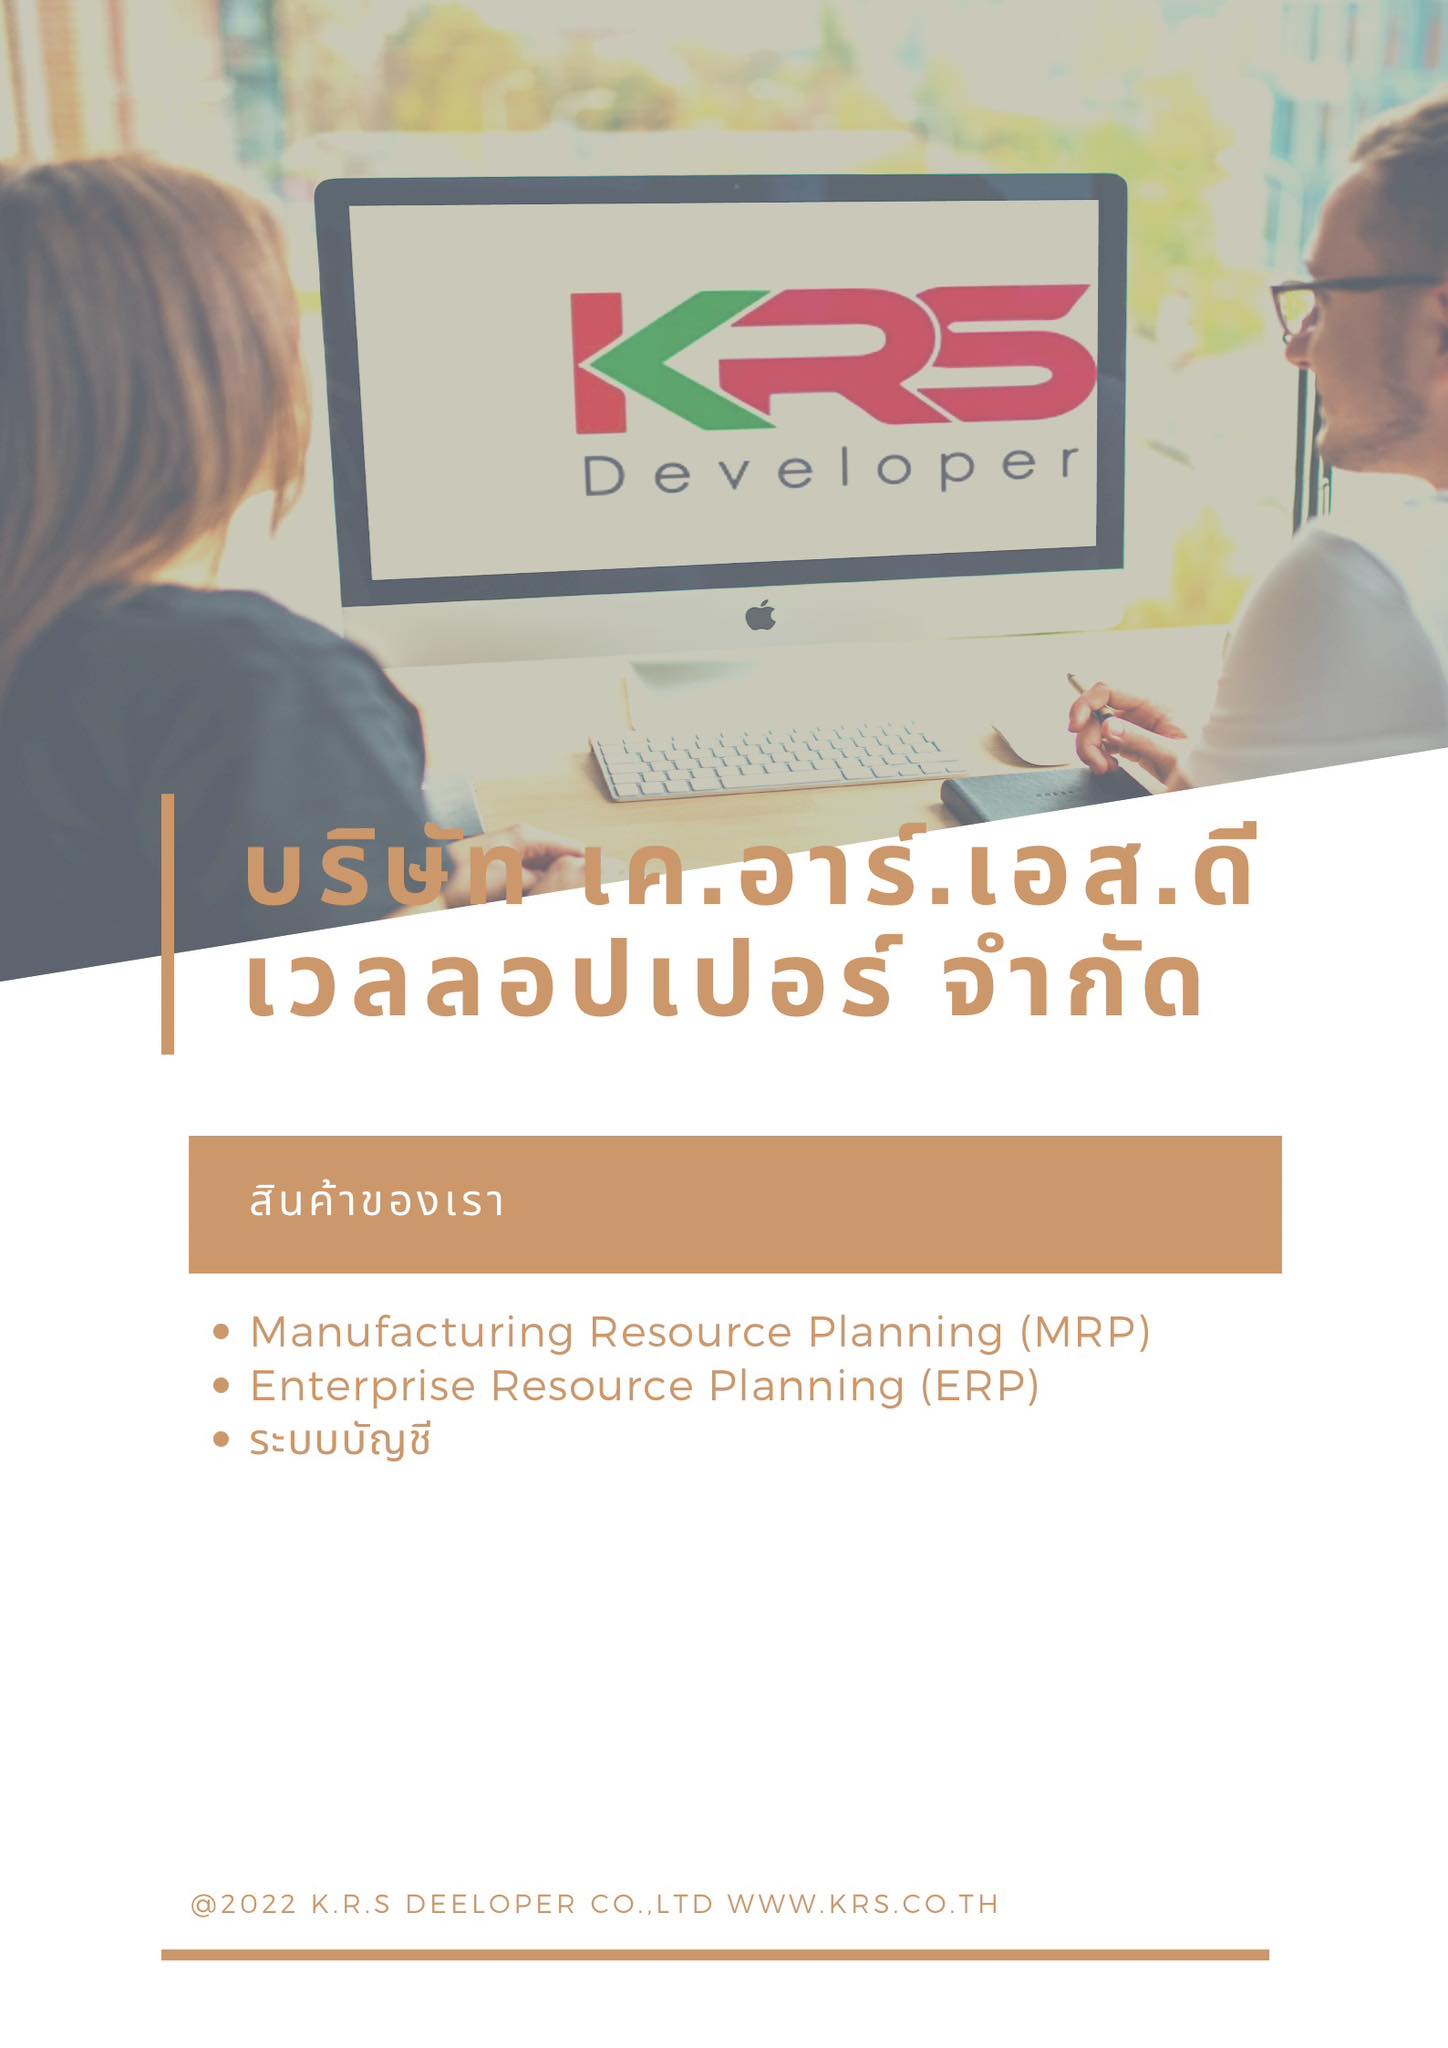 KRS
Developer
บริษัท เค.อาร์.เอส.ดี
เวลลอปเปอร์ จำกัด
สินค้าของเรา
Manufacturing Resource Planning (MRP)
Enterprise Resource Planning (ERP)
ระบบบัญชี
@2022 K.R.S DEELOPER CO.,LTD WWW.KRS.CO.TH